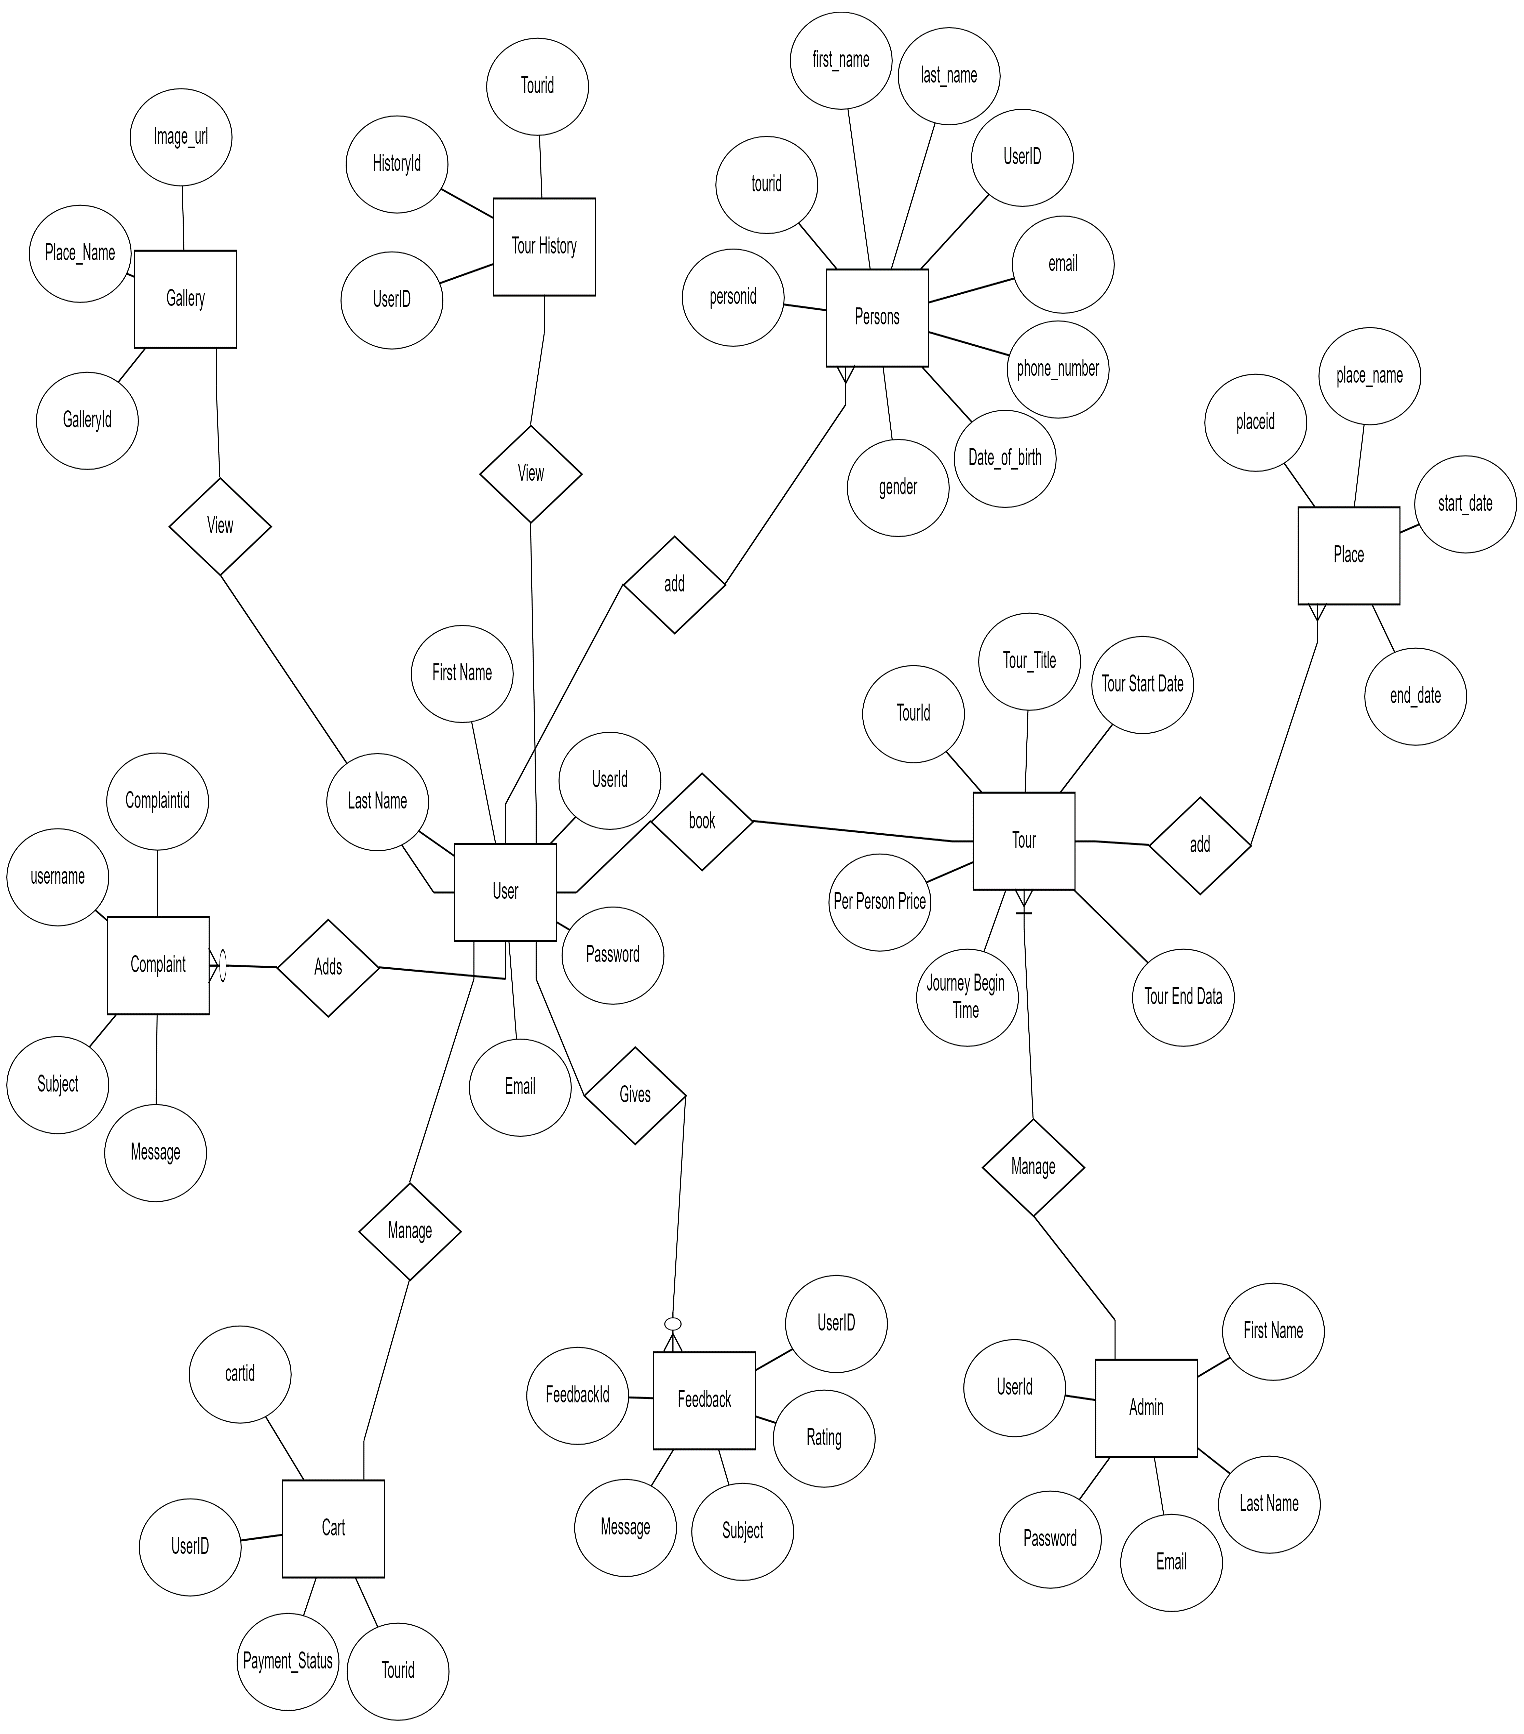 first_name
last_name
Tourid
Image_url
HistoryId
UserID
tourid
Place_Name
Tour History
email
Gallery
UserID
personid
Persons
phone_number
place_name
GalleryId
placeid
Date_of_birth
View
gender
start_date
View
Place
add
First Name
Tour_Title
Tour Start Date
end_date
TourId
UserId
Complaintid
Last Name
book
Tour
add
username
User
Per Person Price
Password
Complaint
Adds
Journey Begin
Time
Tour End Data
Subject
Email
Gives
Message
Manage
Manage
UserID
First Name
cartid
FeedbackId
Feedback
UserId
Admin
Rating
Last Name
Cart
Message
Subject
Password
UserID
Email
Payment_Status
Tourid